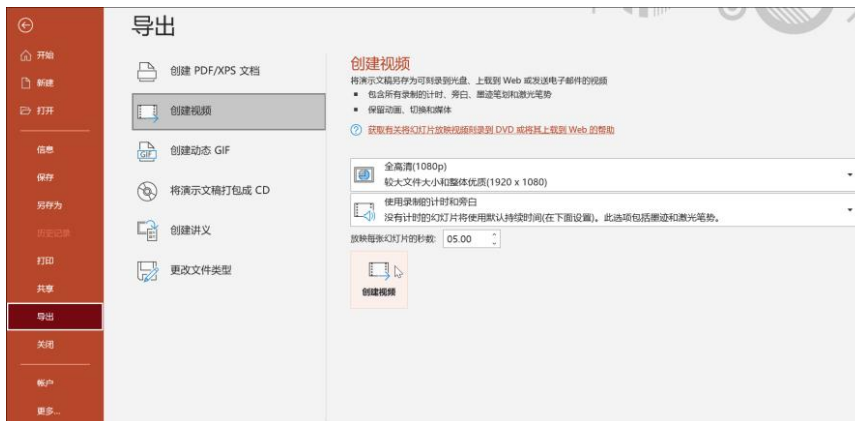 导出
开始
新建
打开
信息
保存
另存为
历史记录
打印
共享
导出
关闭
帐户
更多...
创建 PDF/XPS 文档
创建视频
创建动态 GIF
将演示文稿打包成 CD
创建讲义
更改文件类型
创建视频
将演示文稿另存为可刻录到光盘、上载到 Web 或发送电子邮件的视频
▪ 包含所有录制的计时、旁白、墨迹笔划和激光笔势
▪ 保留动画、切换和媒体
获取有关将幻灯片放映视频刻录到 DVD 或将其上载到 Web 的帮助
全高清(1080p)
较大文件大小和整体优质(1920 x 1080)
使用录制的计时和旁白
没有计时的幻灯片将使用默认持续时间(在下面设置)。此选项包括墨迹和激光笔势。
放映每张幻灯片的秒数: 05.00
创建视频